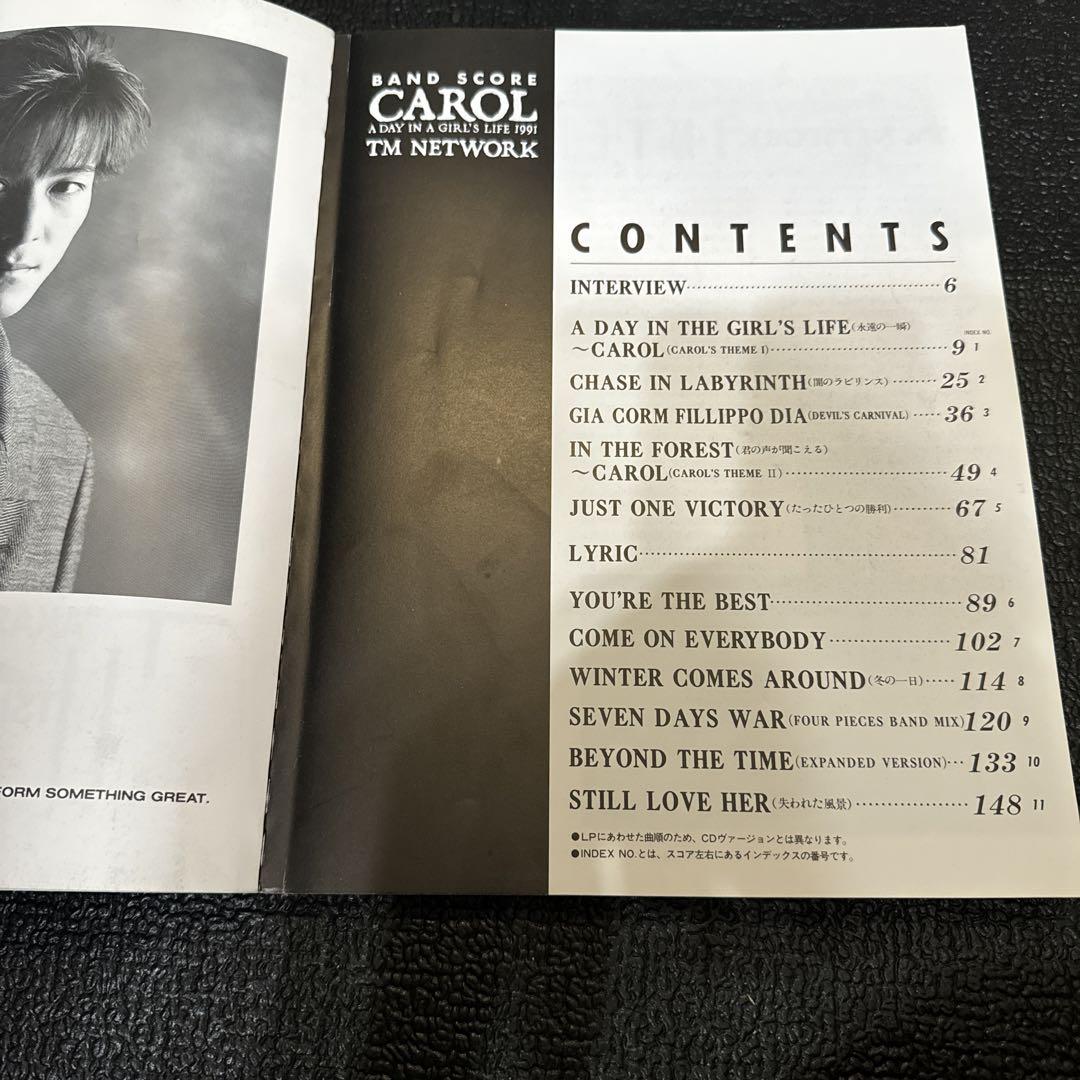 FORM SOMETHING GREAT.
BAND SCORE
CAROL
A DAY IN A GIRL'S LIFE 1991
TM NETWORK
CONTENTS
INTERVIEW 6
A DAY IN THE GIRL'S LIFE(永遠の一瞬) INDEX NO.
～CAROL(CAROL'S THEME I) 9 1
CHASE IN LABYRINTH(闇のラビリンス) 25 2
GIA CORM FILLIPPO DIA(DEVIL'S CARNIVAL) 36 3
IN THE FOREST(君の声が聞こえる)
～CAROL(CAROL'S THEME II) 49 4
JUST ONE VICTORY(たったひとつの勝利) 67 5
LYRIC 81
YOU'RE THE BEST 89 6
COME ON EVERYBODY 102 7
WINTER COMES AROUND(冬の一日) 114 8
SEVEN DAYS WAR(FOUR PIECES BAND MIX) 120 9
BEYOND THE TIME(EXPANDED VERSION) 133 10
STILL LOVE HER(失われた風景) 148 11
●LPにあわせた曲順のため、CDヴァージョンとは異なります。
●INDEX NO.とは、スコア左右にあるインデックスの番号です。